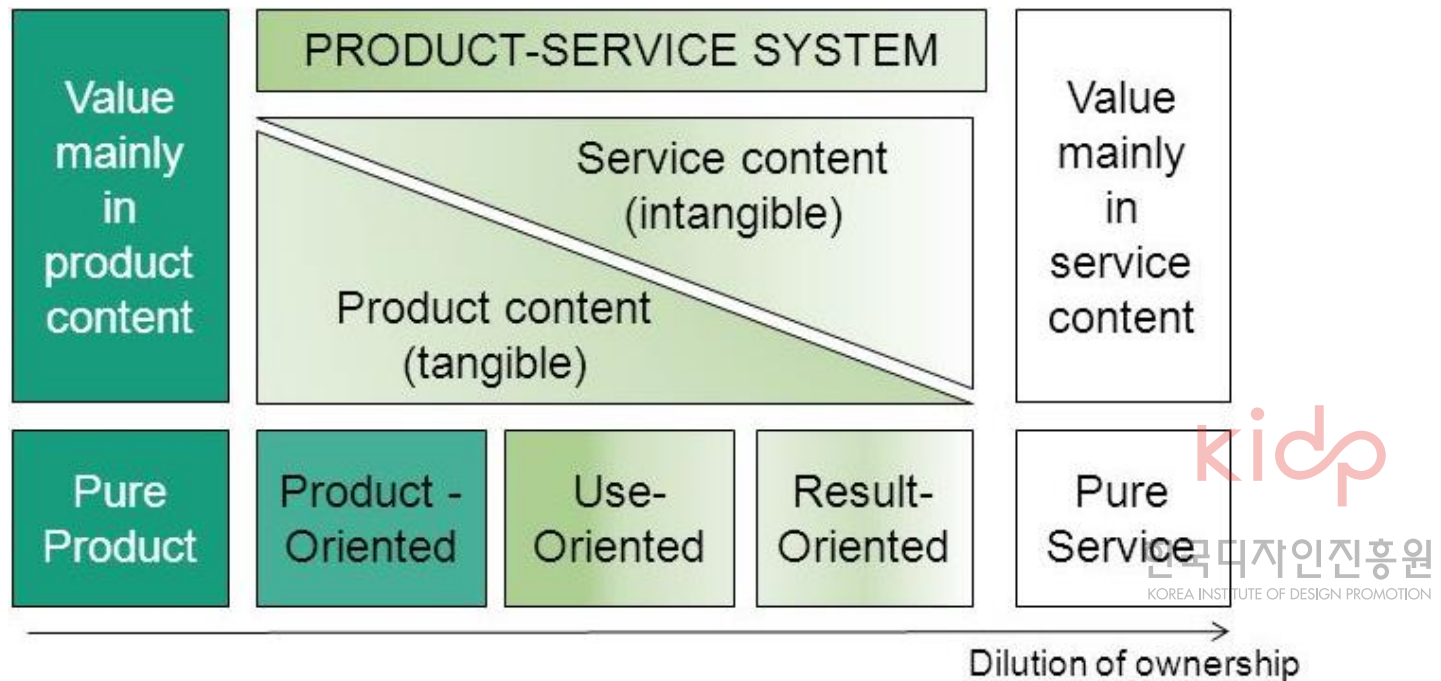 PRODUCT-SERVICE SYSTEM
Value
mainly
in
product
content
Service content
(intangible)
Product content
(tangible)
Value
mainly
in
service
content
Pure
Product
Product -
Oriented
Use-
Oriented
Result-
Oriented
Pure
Service
kidp
한국디자인진흥원
KOREA INSTITUTE OF DESIGN PROMOTION
Dilution of ownership